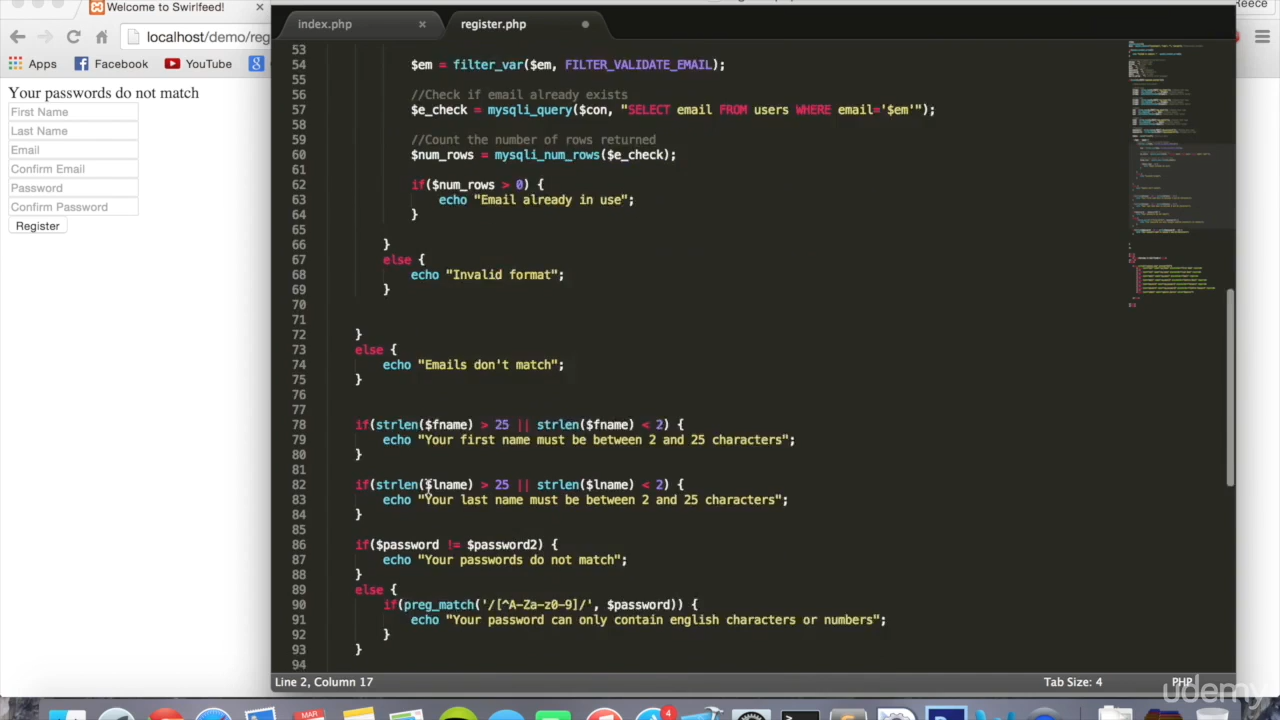 Welcome to Swirlfeed!
Reece
index.php
register.php
localhost/demo/reg
Apps
Facebook
YouTube
Your passwords do not match
First Name
Last Name
Email
Confirm Email
Password
Confirm Password
Register
53
54 $em = filter_var($em, FILTER_VALIDATE_EMAIL);
55
56 //Check if email already exists
57 $e_check = mysqli_query($con, "SELECT email FROM users WHERE email='$em'");
58
59 //Count the number of rows returned
60 $num_rows = mysqli_num_rows($e_check);
61
62 if($num_rows > 0) {
63 echo "Email already in use";
64 }
65
66 }
67 else {
68 echo "Invalid format";
69 }
70
71
72 }
73 else {
74 echo "Emails don't match";
75 }
76
77
78 if(strlen($fname) > 25 || strlen($fname) < 2) {
79 echo "Your first name must be between 2 and 25 characters";
80 }
81
82 if(strlen($lname) > 25 || strlen($lname) < 2) {
83 echo "Your last name must be between 2 and 25 characters";
84 }
85
86 if($password != $password2) {
87 echo "Your passwords do not match";
88 }
89 else {
90 if(preg_match('/[^A-Za-z0-9]/', $password)) {
91 echo "Your password can only contain english characters or numbers";
92 }
93 }
94
Line 2, Column 17
Tab Size: 4
PHP
udemy
MAR
4